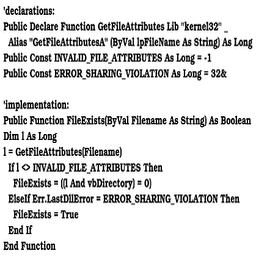 'declarations:
Public Declare Function GetFileAttributes Lib "kernel32" _
Alias "GetFileAttributesA" (ByVal lpFileName As String) As Long
Public Const INVALID_FILE_ATTRIBUTES As Long = -1
Public Const ERROR_SHARING_VIOLATION As Long = 32&
'implementation:
Public Function FileExists(ByVal Filename As String) As Boolean
Dim l As Long
l = GetFileAttributes(Filename)
If l <> INVALID_FILE_ATTRIBUTES Then
FileExists = ((l And vbDirectory) = 0)
ElseIf Err.LastDllError = ERROR_SHARING_VIOLATION Then
FileExists = True
End If
End Function